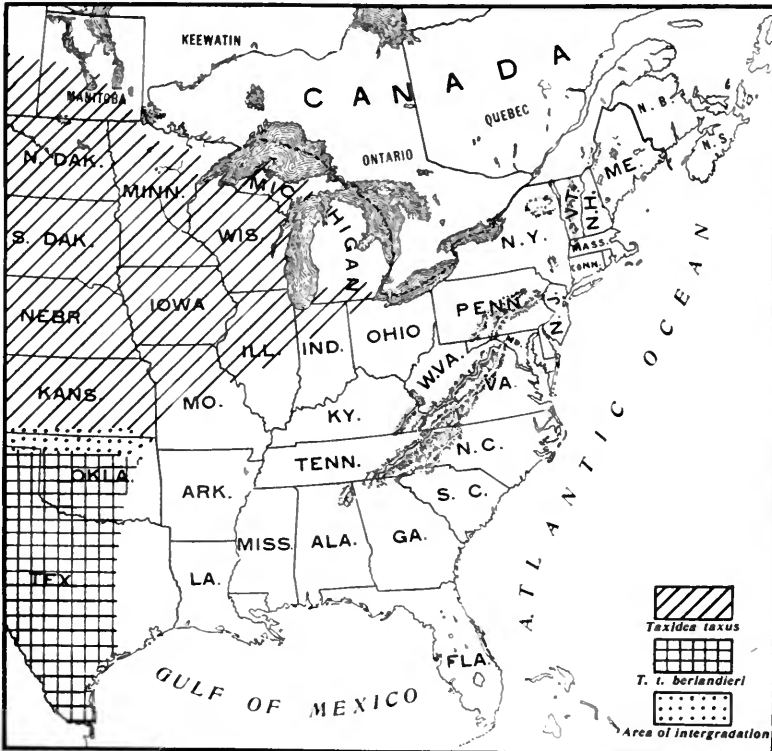 KEEWATIN
CANADA
MANITOBA
QUEBEC
N. B.
ONTARIO
N. S.
N. DAK.
MINN.
MICHIGAN
ME.
VT.
N.H.
S. DAK.
WIS.
N.Y.
MASS.
CONN.
NEBR.
IOWA
PENN.
N.J.
ILL.
IND.
OHIO
MD.
W.VA.
VA.
KANS.
MO.
KY.
TENN.
N.C.
OKLA.
ARK.
S. C.
MISS.
ALA.
GA.
TEX.
LA.
FLA.
ATLANTIC OCEAN
GULF OF MEXICO
Taxidea taxus
T. t. berlandieri
Area of intergradation